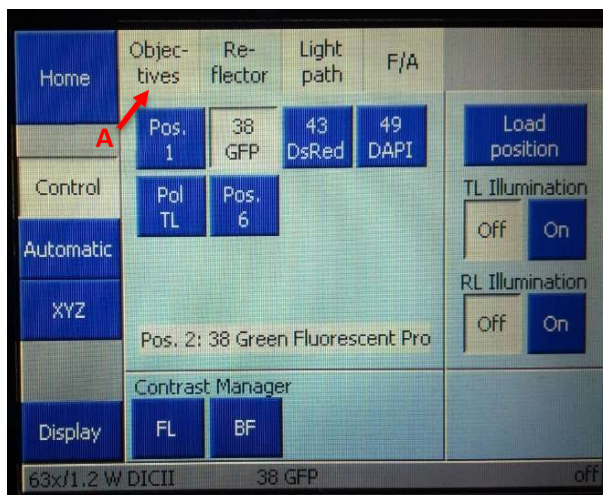 Home
Objec-
tives
Re-
flector
Light
path
F/A
A
Pos.
1
38
GFP
43
DsRed
49
DAPI
Load
position
Control
Pol
TL
Pos.
6
TL Illumination
Off
On
Automatic
XYZ
RL Illumination
Off
On
Pos. 2: 38 Green Fluorescent Pro
Contrast Manager
Display
FL
BF
63x/1.2 W DICII
38 GFP
off